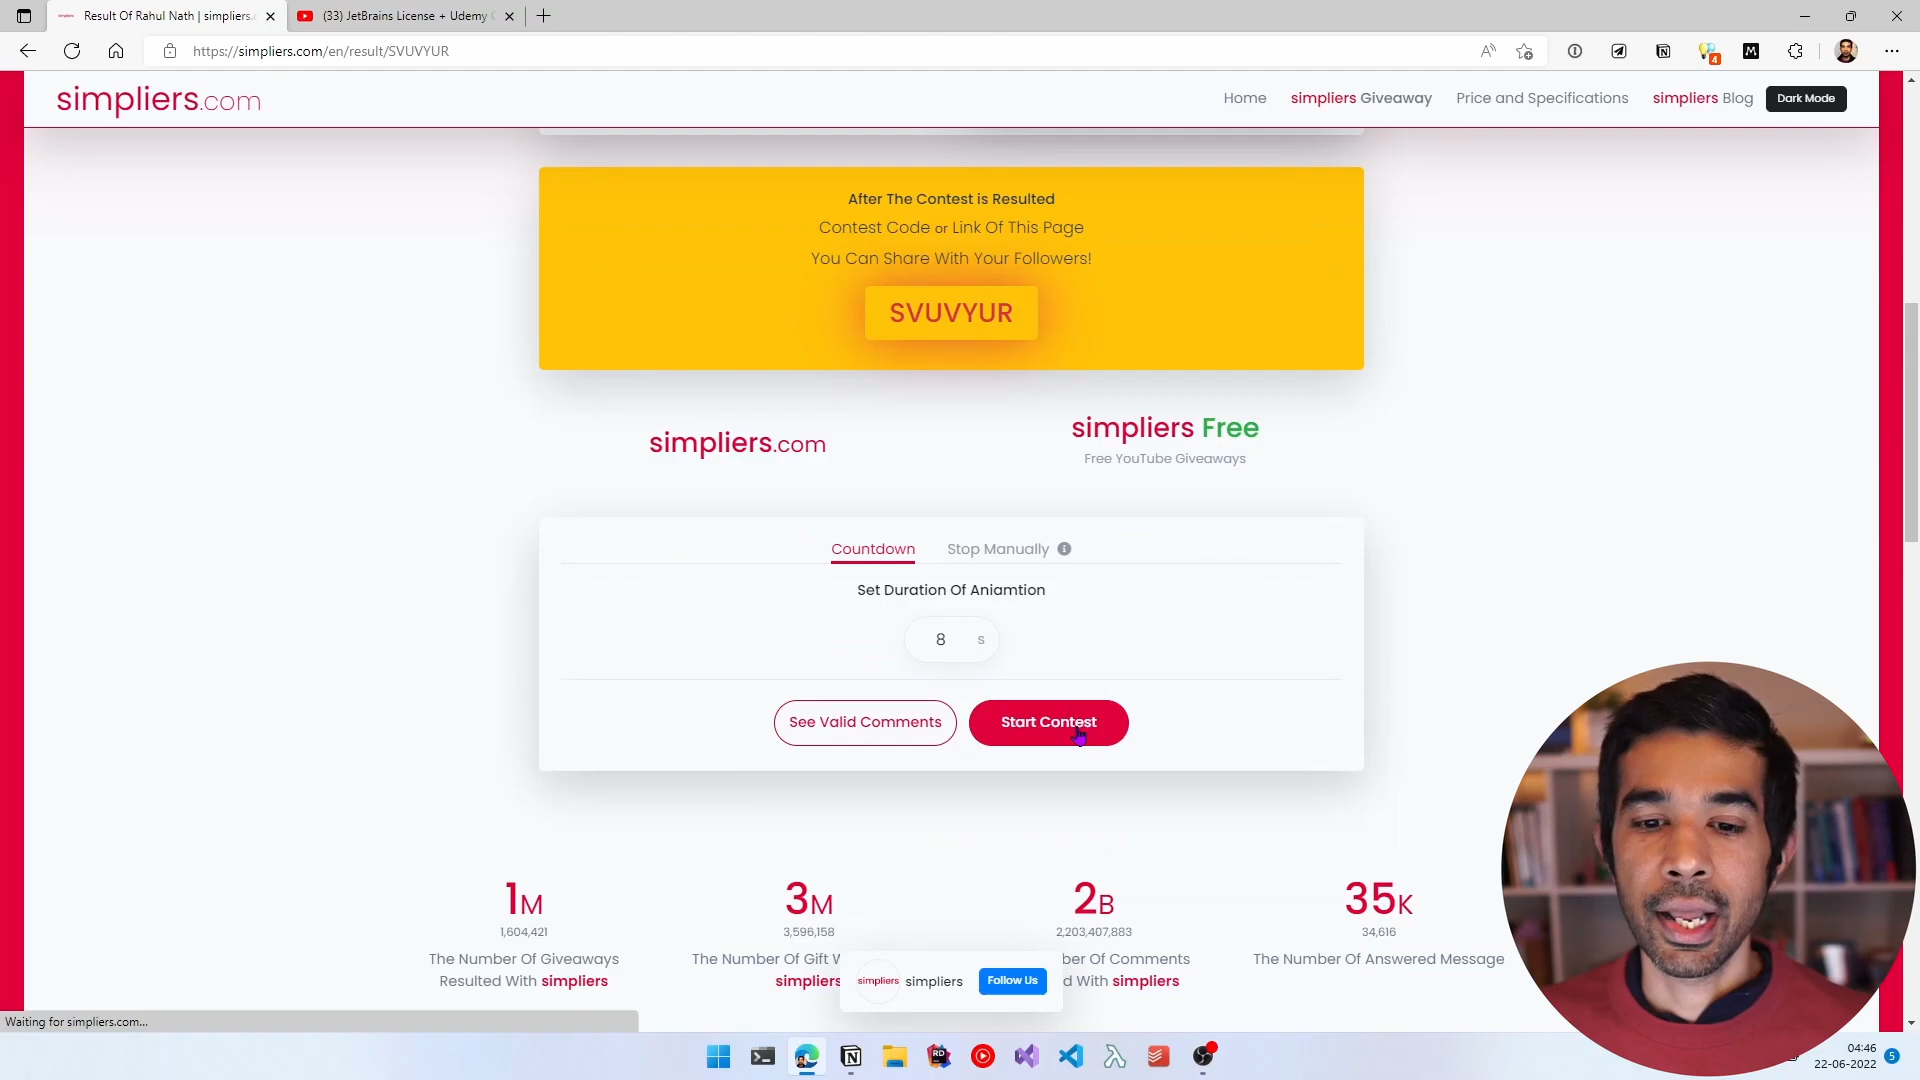 Result Of Rahul Nath | simpliers.c
(33) JetBrains License + Udemy C
https://simpliers.com/en/result/SVUVYUR
4
M
simpliers.com
Home
simpliers Giveaway
Price and Specifications
simpliers Blog
Dark Mode
After The Contest is Resulted
Contest Code or Link Of This Page
You Can Share With Your Followers!
SVUVYUR
simpliers.com
simpliers Free
Free YouTube Giveaways
Countdown
Stop Manually
Set Duration Of Aniamtion
8 s
See Valid Comments
Start Contest
1M
1,604,421
The Number Of Giveaways
Resulted With simpliers
3M
3,596,158
The Number Of Gift W
simpliers
2B
2,203,407,883
ber Of Comments
d With simpliers
35K
34,616
The Number Of Answered Message
simpliers
simpliers
Follow Us
Waiting for simpliers.com...
RD
04:46
22-06-2022
5